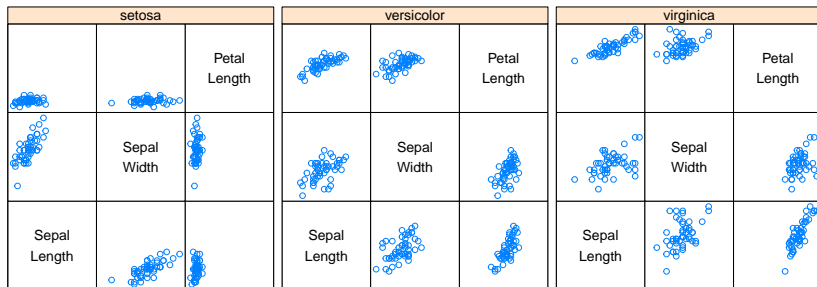 setosa
versicolor
virginica
Petal
Length
Petal
Length
Petal
Length
Sepal
Width
Sepal
Width
Sepal
Width
Sepal
Length
Sepal
Length
Sepal
Length